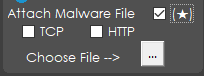 Attach Malware File (★)
TCP HTTP
Choose File --> ...